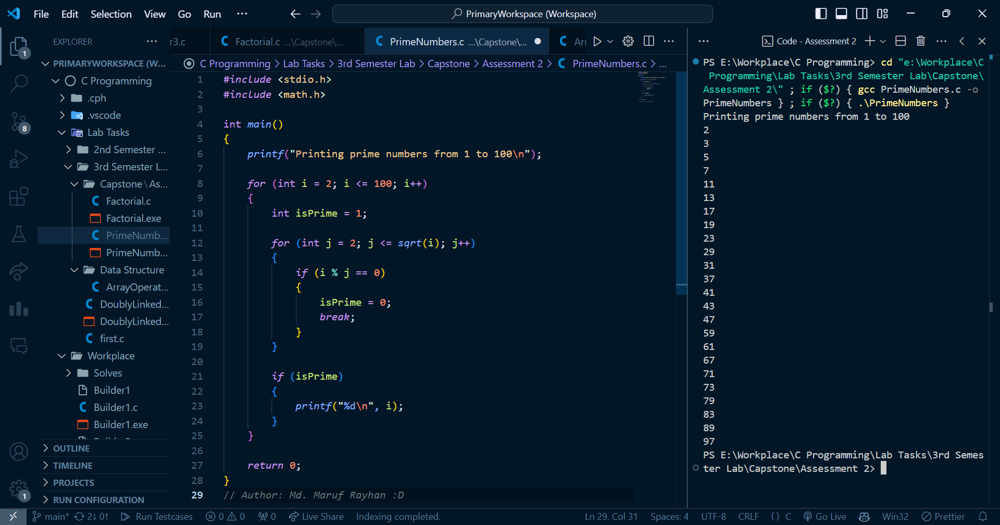 File Edit Selection View Go Run ··· PrimaryWorkspace (Workspace)
EXPLORER ···
r3.c Factorial.c ...\Capstone\... PrimeNumbers.c ...\Capstone\... Arr
Code - Assessment 2
C Programming > Lab Tasks > 3rd Semester Lab > Capstone > Assessment 2 > PrimeNumbers.c > ...
1
PRIMARYWORKSPACE (W...
C Programming
.cph
.vscode
8
Lab Tasks
2nd Semester ...
3rd Semester L...
Capstone\As...
Factorial.c
Factorial.exe
PrimeNumb...
PrimeNumb...
Data Structure
ArrayOperat...
DoublyLinked...
DoublyLinked...
first.c
Workplace
Solves
Builder1
Builder1.c
Builder1.exe
OUTLINE
TIMELINE
PROJECTS
1
RUN CONFIGURATION
1 #include <stdio.h>
2 #include <math.h>
3
4 int main()
5 {
6 printf("Printing prime numbers from 1 to 100\n");
7
8 for (int i = 2; i <= 100; i++)
9 {
10 int isPrime = 1;
11
12 for (int j = 2; j <= sqrt(i); j++)
13 {
14 if (i % j == 0)
15 {
16 isPrime = 0;
17 break;
18 }
19 }
20
21 if (isPrime)
22 {
23 printf("%d\n", i);
24 }
25 }
26
27 return 0;
28 }
29 // Author: Md. Maruf Rayhan :D
PS E:\Workplace\C Programming> cd "e:\Workplace\C
Programming\Lab Tasks\3rd Semester Lab\Capstone\
Assessment 2\" ; if ($?) { gcc PrimeNumbers.c -o
PrimeNumbers } ; if ($?) { .\PrimeNumbers }
Printing prime numbers from 1 to 100
2
3
5
7
11
13
17
19
23
29
31
37
41
43
47
59
61
67
71
73
79
83
89
97
PS E:\Workplace\C Programming\Lab Tasks\3rd Semes
ter Lab\Capstone\Assessment 2>
main* 2↓ 0↑ Run Testcases 0 0 0 Live Share Indexing completed. Ln 29, Col 31 Spaces: 4 UTF-8 CRLF {} C Go Live Win32 Prettier